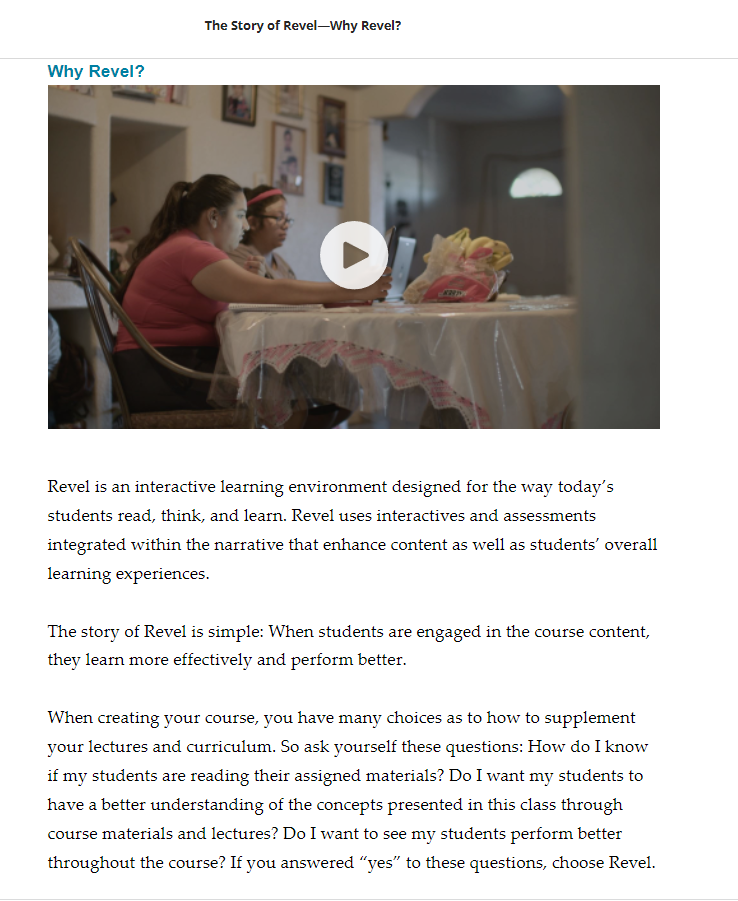 The Story of Revel—Why Revel?
Why Revel?
Revel is an interactive learning environment designed for the way today’s
students read, think, and learn. Revel uses interactives and assessments
integrated within the narrative that enhance content as well as students’ overall
learning experiences.
The story of Revel is simple: When students are engaged in the course content,
they learn more effectively and perform better.
When creating your course, you have many choices as to how to supplement
your lectures and curriculum. So ask yourself these questions: How do I know
if my students are reading their assigned materials? Do I want my students to
have a better understanding of the concepts presented in this class through
course materials and lectures? Do I want to see my students perform better
throughout the course? If you answered “yes” to these questions, choose Revel.